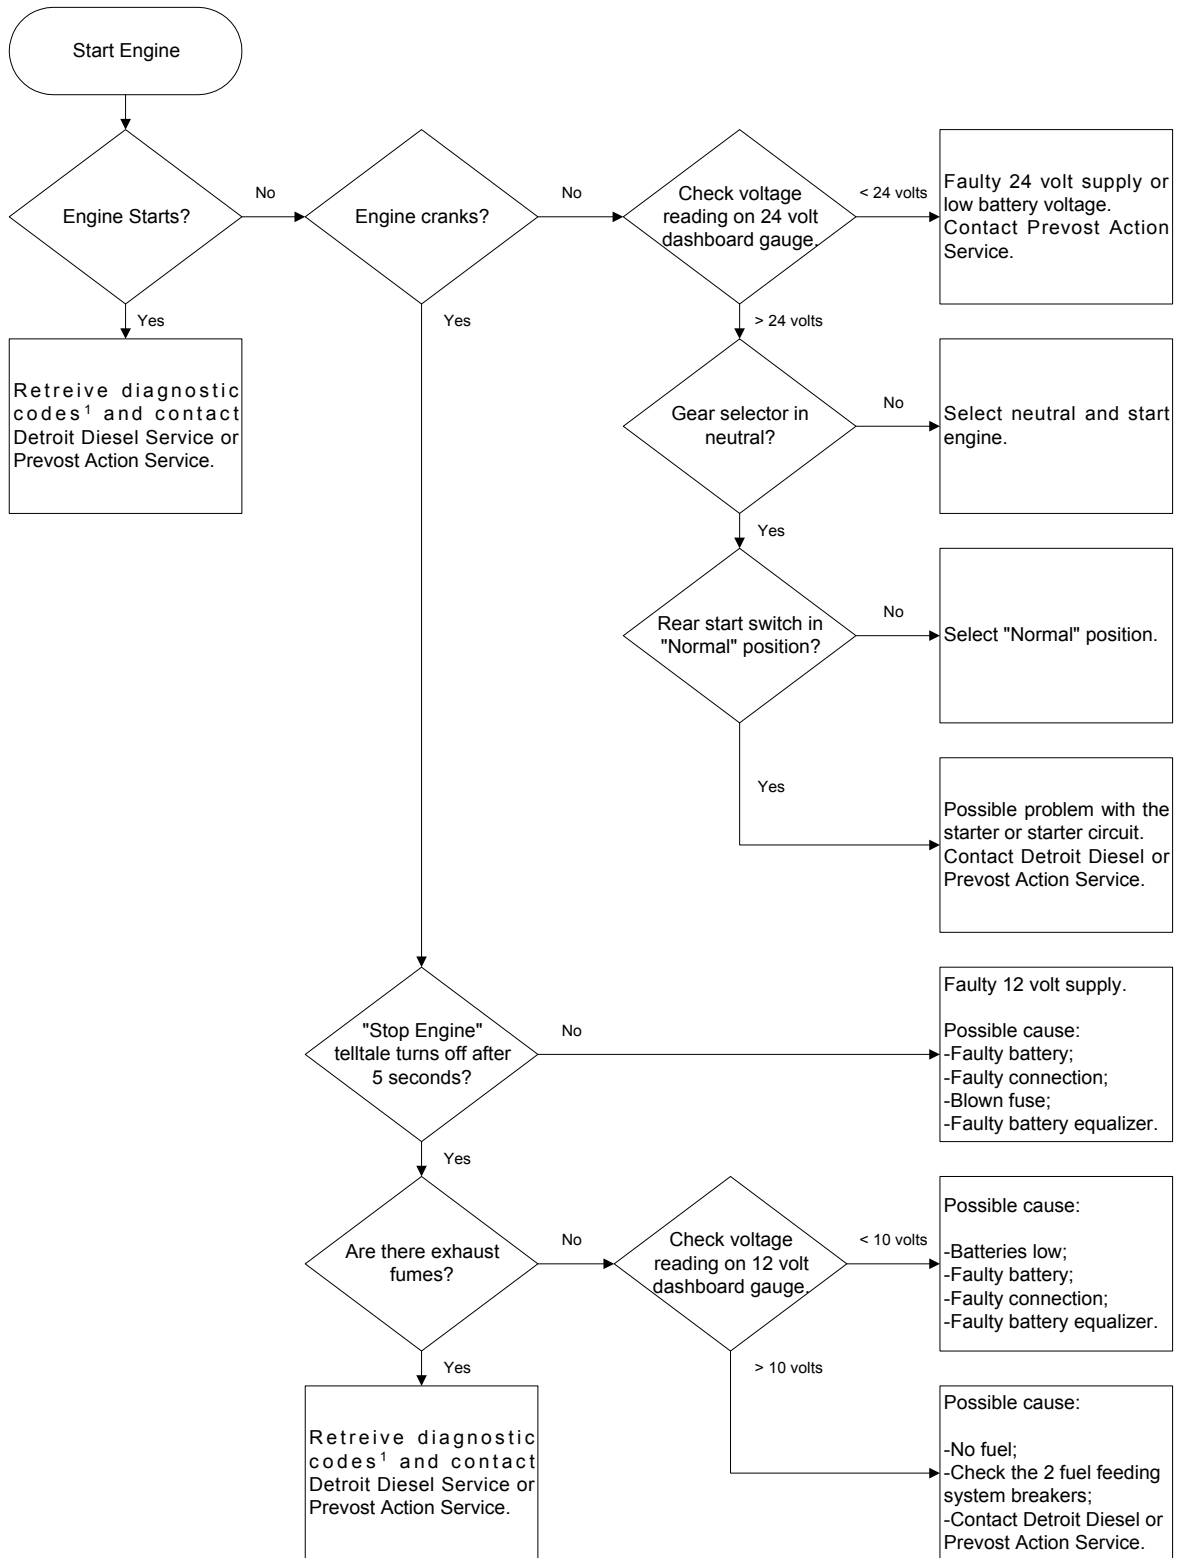 Start Engine
Engine Starts?
No
Engine cranks?
No
Check voltage
reading on 24 volt
dashboard gauge.
< 24 volts
Faulty 24 volt supply or
low battery voltage.
Contact Prevost Action
Service.
Yes
Yes
> 24 volts
Retreive diagnostic
codes¹ and contact
Detroit Diesel Service or
Prevost Action Service.
Gear selector in
neutral?
No
Select neutral and start
engine.
Yes
Rear start switch in
"Normal" position?
No
Select "Normal" position.
Yes
Possible problem with the
starter or starter circuit.
Contact Detroit Diesel or
Prevost Action Service.
"Stop Engine"
telltale turns off after
5 seconds?
No
Faulty 12 volt supply.
Possible cause:
-Faulty battery;
-Faulty connection;
-Blown fuse;
-Faulty battery equalizer.
Yes
Are there exhaust
fumes?
No
Check voltage
reading on 12 volt
dashboard gauge.
< 10 volts
Possible cause:
-Batteries low;
-Faulty battery;
-Faulty connection;
-Faulty battery equalizer.
Yes
> 10 volts
Retreive diagnostic
codes¹ and contact
Detroit Diesel Service or
Prevost Action Service.
Possible cause:
-No fuel;
-Check the 2 fuel feeding
system breakers;
-Contact Detroit Diesel or
Prevost Action Service.